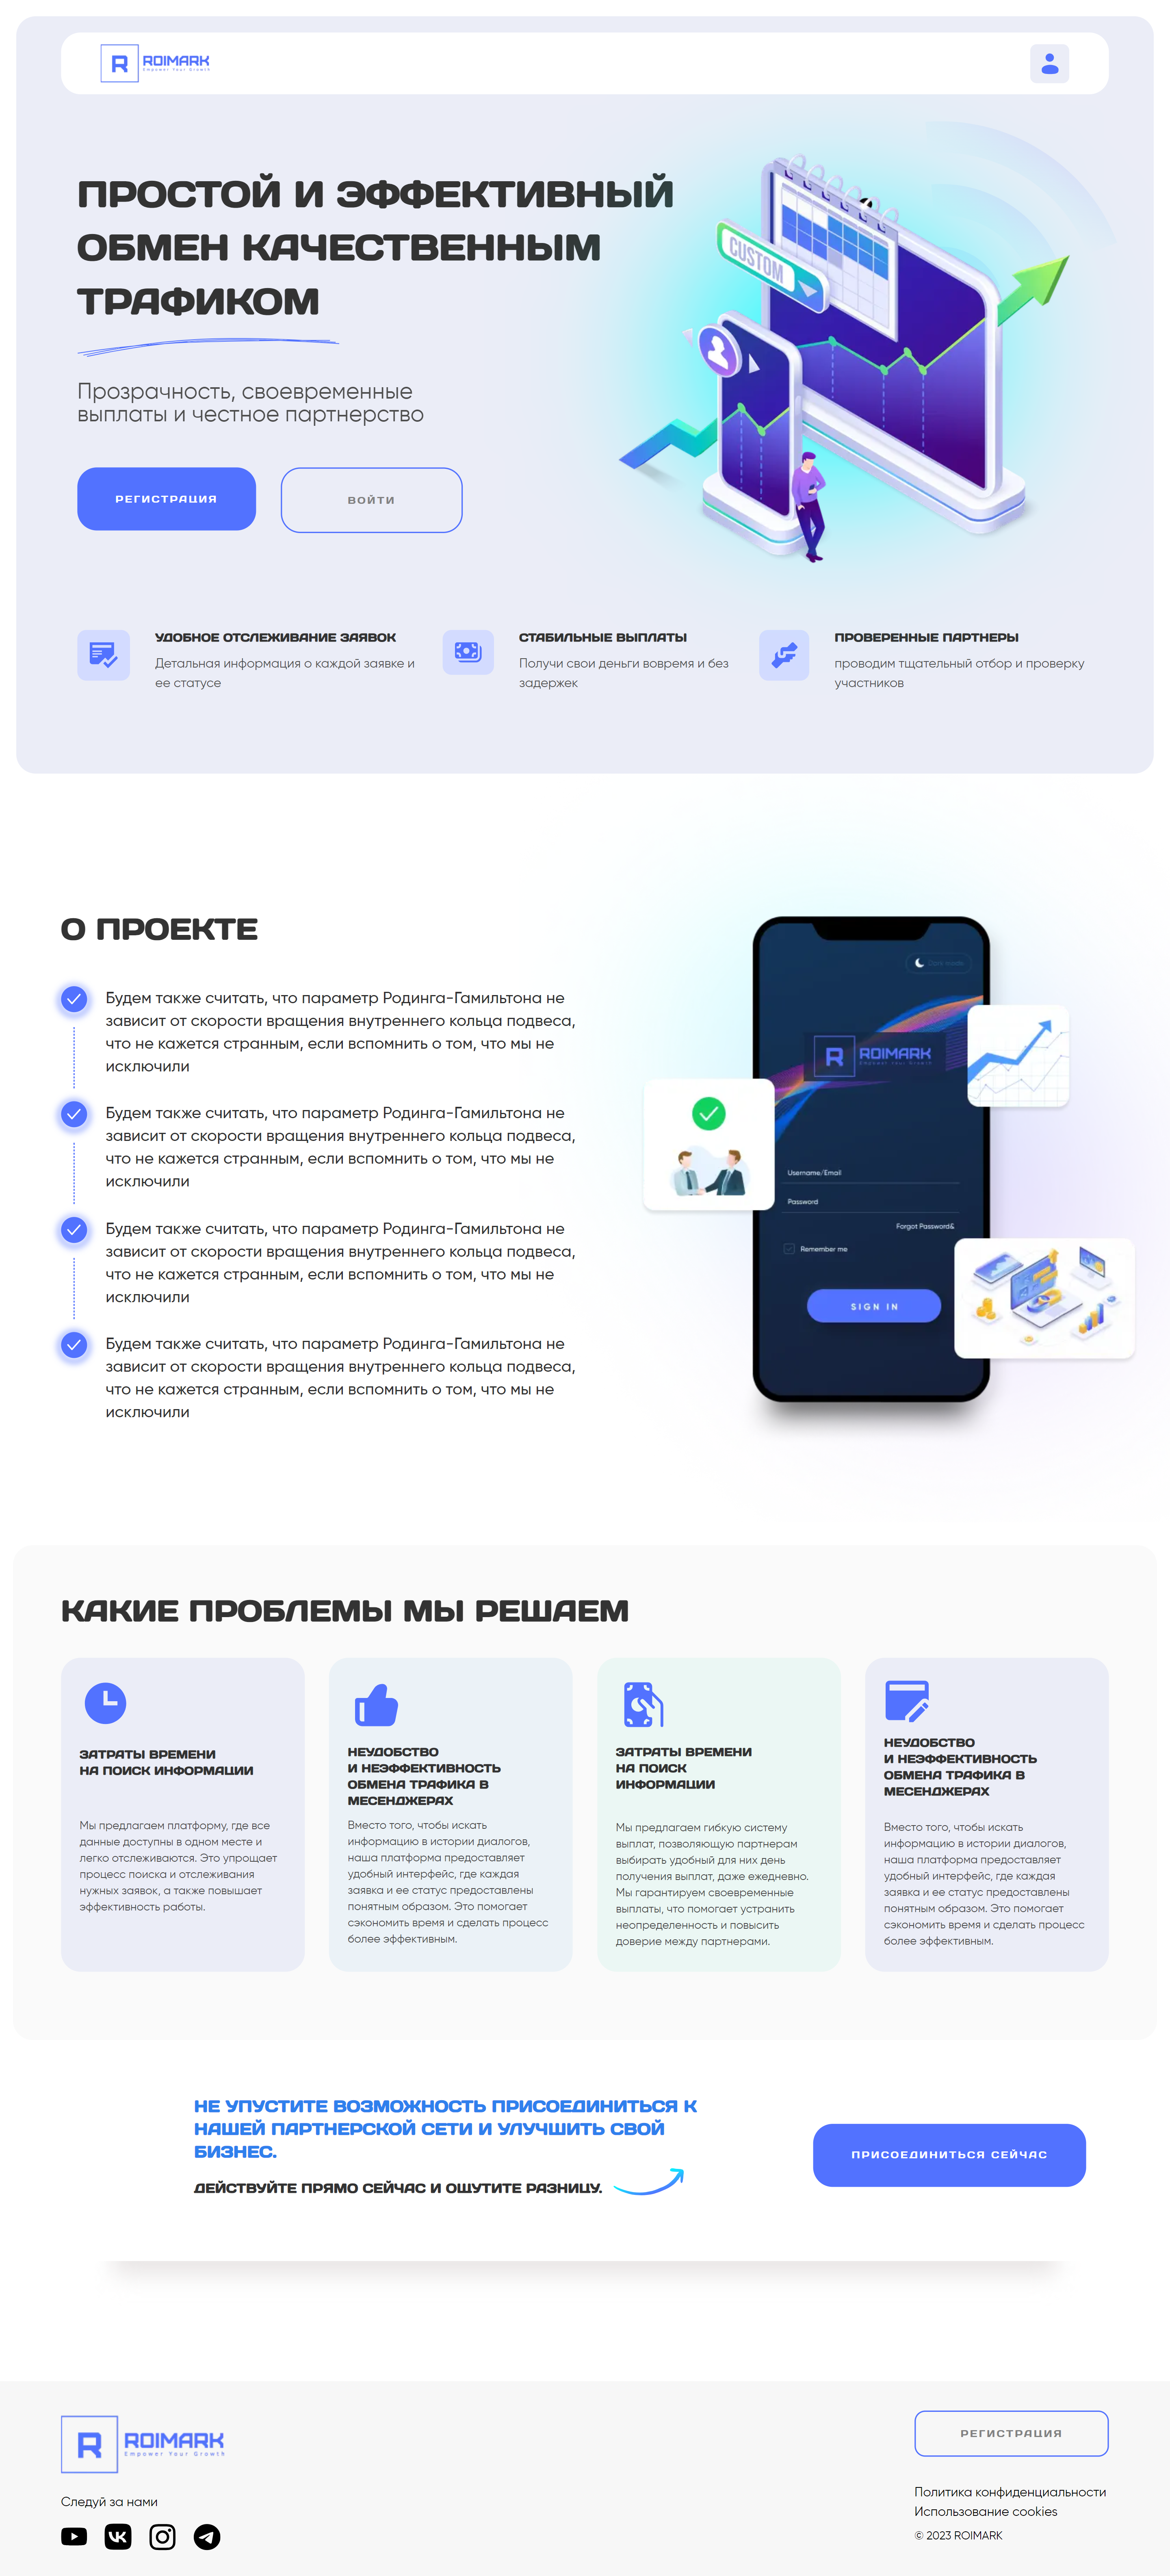 R ROIMARK
Empower Your Growth
ПРОСТОЙ И ЭФФЕКТИВНЫЙ
ОБМЕН КАЧЕСТВЕННЫМ
ТРАФИКОМ
CUSTOM
Прозрачность, своевременные
выплаты и честное партнерство
РЕГИСТРАЦИЯ
ВОЙТИ
УДОБНОЕ ОТСЛЕЖИВАНИЕ ЗАЯВОК
Детальная информация о каждой заявке и
ее статусе
СТАБИЛЬНЫЕ ВЫПЛАТЫ
Получи свои деньги вовремя и без
задержек
ПРОВЕРЕННЫЕ ПАРТНЕРЫ
проводим тщательный отбор и проверку
участников
О ПРОЕКТЕ
Будем также считать, что параметр Родинга-Гамильтона не
зависит от скорости вращения внутреннего кольца подвеса,
что не кажется странным, если вспомнить о том, что мы не
исключили
Будем также считать, что параметр Родинга-Гамильтона не
зависит от скорости вращения внутреннего кольца подвеса,
что не кажется странным, если вспомнить о том, что мы не
исключили
Будем также считать, что параметр Родинга-Гамильтона не
зависит от скорости вращения внутреннего кольца подвеса,
что не кажется странным, если вспомнить о том, что мы не
исключили
Будем также считать, что параметр Родинга-Гамильтона не
зависит от скорости вращения внутреннего кольца подвеса,
что не кажется странным, если вспомнить о том, что мы не
исключили
Dark mode
R ROIMARK
Empower Your Growth
Username/Email
Password
Forgot Password&
Remember me
SIGN IN
КАКИЕ ПРОБЛЕМЫ МЫ РЕШАЕМ
ЗАТРАТЫ ВРЕМЕНИ
НА ПОИСК ИНФОРМАЦИИ
Мы предлагаем платформу, где все
данные доступны в одном месте и
легко отслеживаются. Это упрощает
процесс поиска и отслеживания
нужных заявок, а также повышает
эффективность работы.
НЕУДОБСТВО
И НЕЭФФЕКТИВНОСТЬ
ОБМЕНА ТРАФИКА В
МЕСЕНДЖЕРАХ
Вместо того, чтобы искать
информацию в истории диалогов,
наша платформа предоставляет
удобный интерфейс, где каждая
заявка и ее статус предоставлены
понятным образом. Это помогает
сэкономить время и сделать процесс
более эффективным.
ЗАТРАТЫ ВРЕМЕНИ
НА ПОИСК
ИНФОРМАЦИИ
Мы предлагаем гибкую систему
выплат, позволяющую партнерам
выбирать удобный для них день
получения выплат, даже ежедневно.
Мы гарантируем своевременные
выплаты, что помогает устранить
неопределенность и повысить
доверие между партнерами.
НЕУДОБСТВО
И НЕЭФФЕКТИВНОСТЬ
ОБМЕНА ТРАФИКА В
МЕСЕНДЖЕРАХ
Вместо того, чтобы искать
информацию в истории диалогов,
наша платформа предоставляет
удобный интерфейс, где каждая
заявка и ее статус предоставлены
понятным образом. Это помогает
сэкономить время и сделать процесс
более эффективным.
НЕ УПУСТИТЕ ВОЗМОЖНОСТЬ ПРИСОЕДИНИТЬСЯ К
НАШЕЙ ПАРТНЕРСКОЙ СЕТИ И УЛУЧШИТЬ СВОЙ
БИЗНЕС.
ДЕЙСТВУЙТЕ ПРЯМО СЕЙЧАС И ОЩУТИТЕ РАЗНИЦУ.
ПРИСОЕДИНИТЬСЯ СЕЙЧАС
R ROIMARK
Empower Your Growth
Следуй за нами
РЕГИСТРАЦИЯ
Политика конфиденциальности
Использование cookies
© 2023 ROIMARK